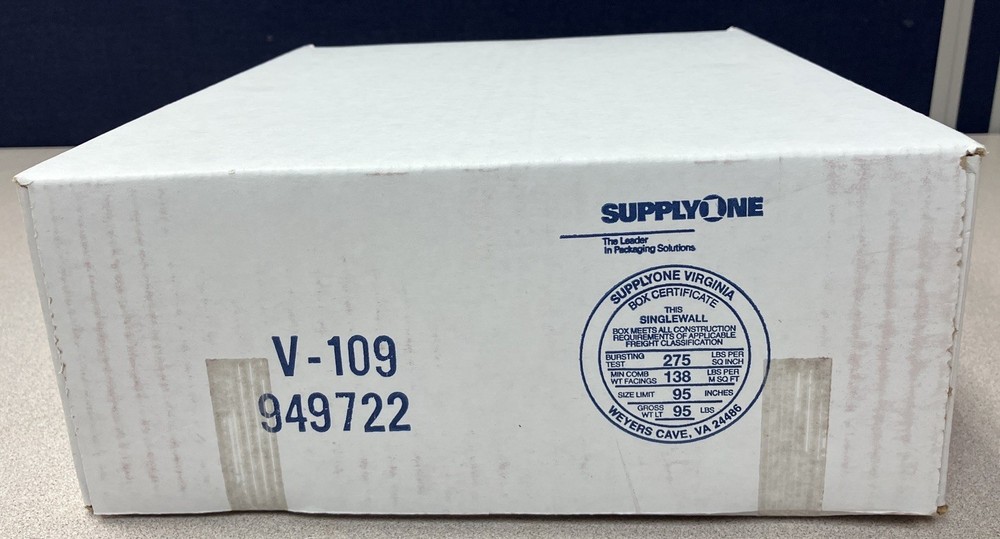 SUPPLYONE
The Leader
In Packaging Solutions
V-109
949722
SUPPLYONE VIRGINIA
BOX CERTIFICATE
THIS
SINGLEWALL
BOX MEETS ALL CONSTRUCTION
REQUIREMENTS OF APPLICABLE
FREIGHT CLASSIFICATION
BURSTING TEST 275 LBS PER SQ INCH
MIN COMB WT FACINGS 138 LBS PER M SQ FT
SIZE LIMIT 95 INCHES
GROSS WT LT 95 LBS
WEYERS CAVE, VA 24486